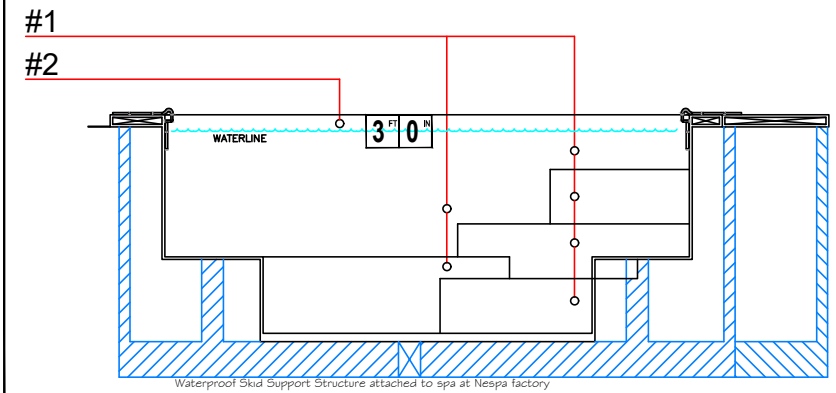 #1
#2
3 FT 0 IN
WATERLINE
Waterproof Skid Support Structure attached to spa at Nespa factory